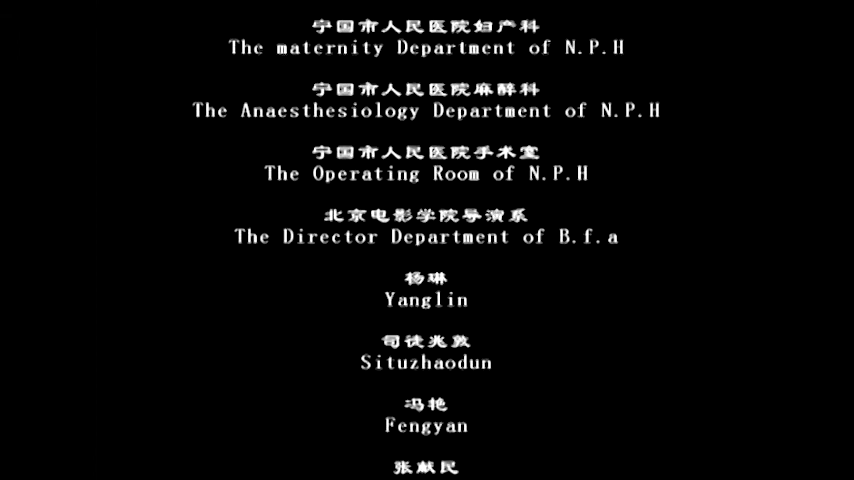 宁国市人民医院妇产科
The maternity Department of N.P.H
宁国市人民医院麻醉科
The Anaesthesiology Department of N.P.H
宁国市人民医院手术室
The Operating Room of N.P.H
北京电影学院导演系
The Director Department of B.f.a
杨琳
Yanglin
司徒兆敦
Situzhaodun
冯艳
Fengyan
张献民